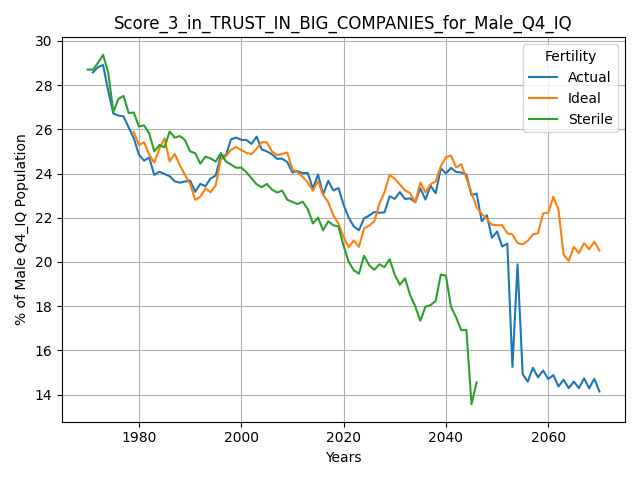 Score_3_in_TRUST_IN_BIG_COMPANIES_for_Male_Q4_IQ
% of Male Q4_IQ Population
30
28
26
24
22
20
18
16
14
Fertility
Actual
Ideal
Sterile
1980
2000
2020
2040
2060
Years